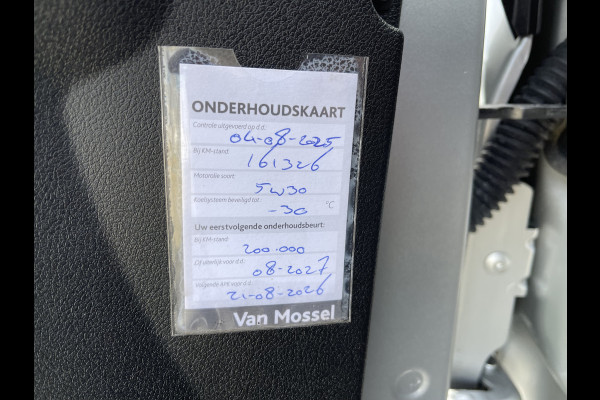 ONDERHOUDSKAART
Controle uitgevoerd op d.d.:
04-08-2025
Bij KM-stand:
161326
Motorolie soort:
5W30
Koelsysteem beveiligd tot:
-30 °C
Uw eerstvolgende onderhoudsbeurt:
Bij KM-stand:
200.000
Of uiterlijk voor d.d.:
08-2027
Volgende APK voor d.d.:
21-08-2026
Van Mossel